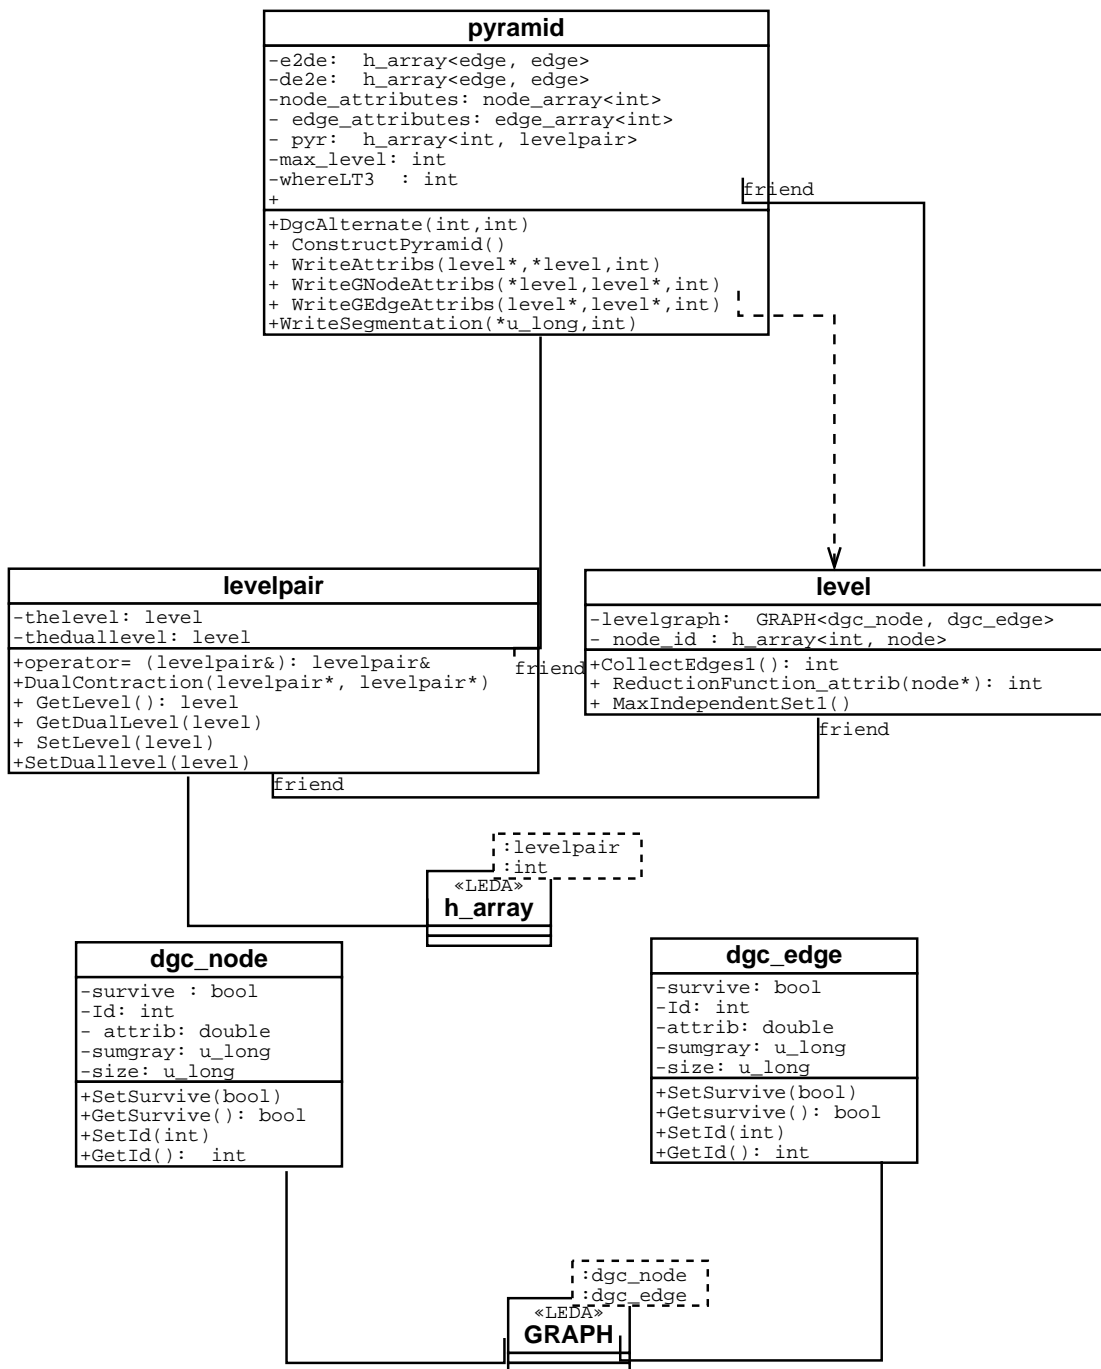 pyramid
-e2de: h_array<edge, edge>
-de2e: h_array<edge, edge>
-node_attributes: node_array<int>
- edge_attributes: edge_array<int>
- pyr: h_array<int, levelpair>
-max_level: int
-whereLT3 : int
+
friend
+DgcAlternate(int,int)
+ ConstructPyramid()
+ WriteAttribs(level*,*level,int)
+ WriteGNodeAttribs(*level,level*,int)
+ WriteGEdgeAttribs(level*,level*,int)
+WriteSegmentation(*u_long,int)
levelpair
-thelevel: level
-theduallevel: level
+operator= (levelpair&): levelpair&
+DualContraction(levelpair*, levelpair*)
+ GetLevel(): level
+ GetDualLevel(level)
+ SetLevel(level)
+SetDuallevel(level)
friend
level
-levelgraph: GRAPH<dgc_node, dgc_edge>
- node_id : h_array<int, node>
+CollectEdges1(): int
+ ReductionFunction_attrib(node*): int
+ MaxIndependentSet1()
friend
friend
:levelpair
:int
«LEDA»
h_array
dgc_node
-survive : bool
-Id: int
- attrib: double
-sumgray: u_long
-size: u_long
+SetSurvive(bool)
+GetSurvive(): bool
+SetId(int)
+GetId(): int
dgc_edge
-survive: bool
-Id: int
-attrib: double
-sumgray: u_long
-size: u_long
+SetSurvive(bool)
+Getsurvive(): bool
+SetId(int)
+GetId(): int
:dgc_node
:dgc_edge
«LEDA»
GRAPH